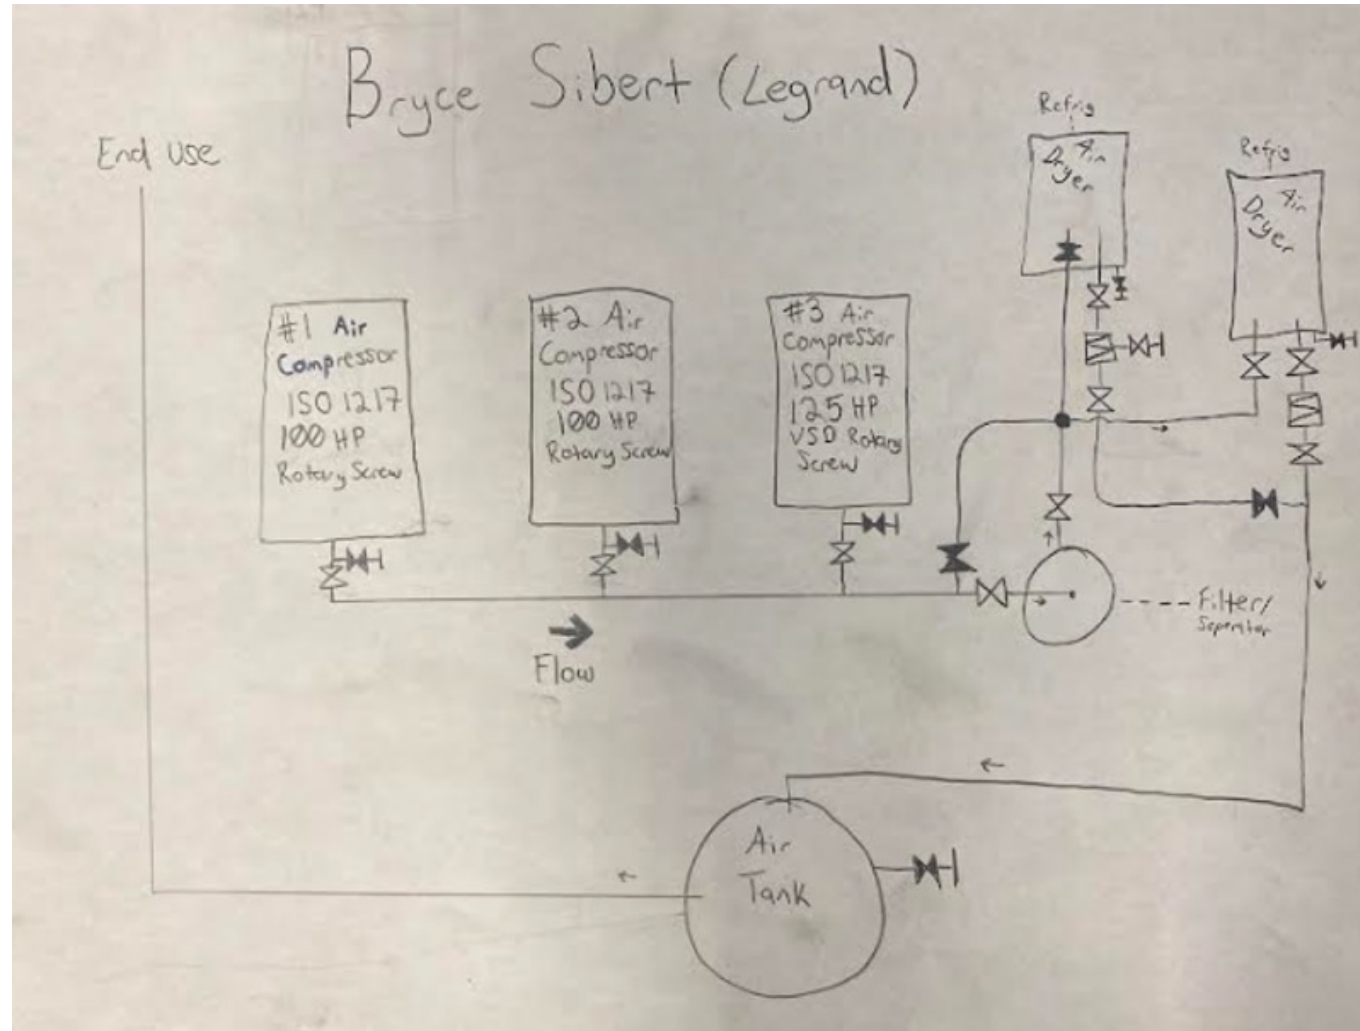 Bryce Sibert (Legrand)
End use
Refrig
Air
Dryer
Refrig
Air
Dryer
#1 Air
Compressor
ISO 1217
100 HP
Rotary Screw
#2 Air
Compressor
ISO 1217
100 HP
Rotary Screw
#3 Air
Compressor
ISO 1217
125 HP
VSD Rotary
Screw
Filter/
Seperator
Flow
Air
Tank